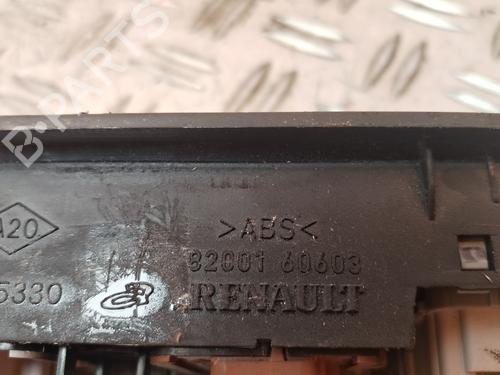 B-PARTS
A20
>ABS<
5330
82001 60603
RENAULT